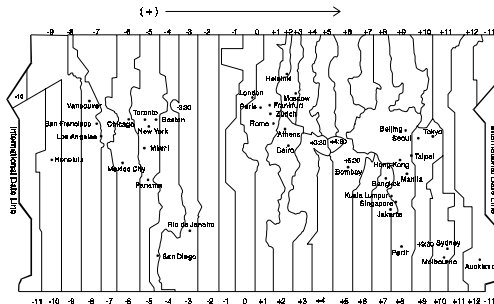 (+)
-9 -8 -7 -6 -5 -4 -3 -2 -1 0 +1 +2 +3 +4 +5 +6 +7 +8 +9 +10 +11 +12 -11
-10
International Date Line
Vancouver
San Francisco
Los Angeles
Honolulu
Chicago
Toronto
Boston
New York
Miami
Mexico City
Panama
-3:30
Rio de Janeiro
San Diego
London
Paris
Helsinki
Moscow
Frankfurt
Zürich
Rome
Athens
Cairo
+3:30
+4:30
+5:30
Bombay
Beijing
Seoul
Tokyo
Hong Kong
Taipei
Manila
Bangkok
Kuala Lumpur
Singapore
Jakarta
Perth
+9:30
Sydney
Melbourne
Auckland
International Date Line
-11 -10 -9 -8 -7 -6 -5 -4 -3 -2 -1 0 +1 +2 +3 +4 +5 +6 +7 +8 +9 +10 +11 +12 -11